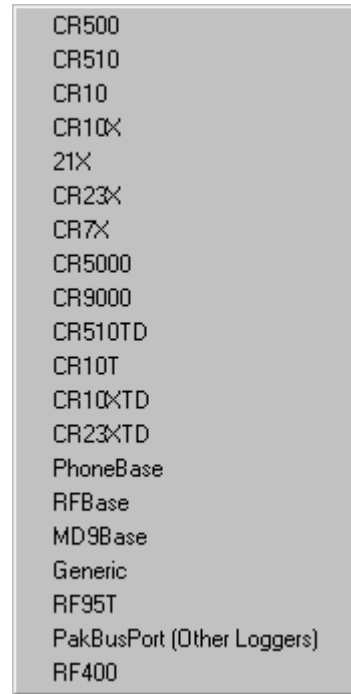 CR500
CR510
CR10
CR10X
21X
CR23X
CR7X
CR5000
CR9000
CR510TD
CR10T
CR10XTD
CR23XTD
PhoneBase
RFBase
MD9Base
Generic
RF95T
PakBusPort (Other Loggers)
RF400